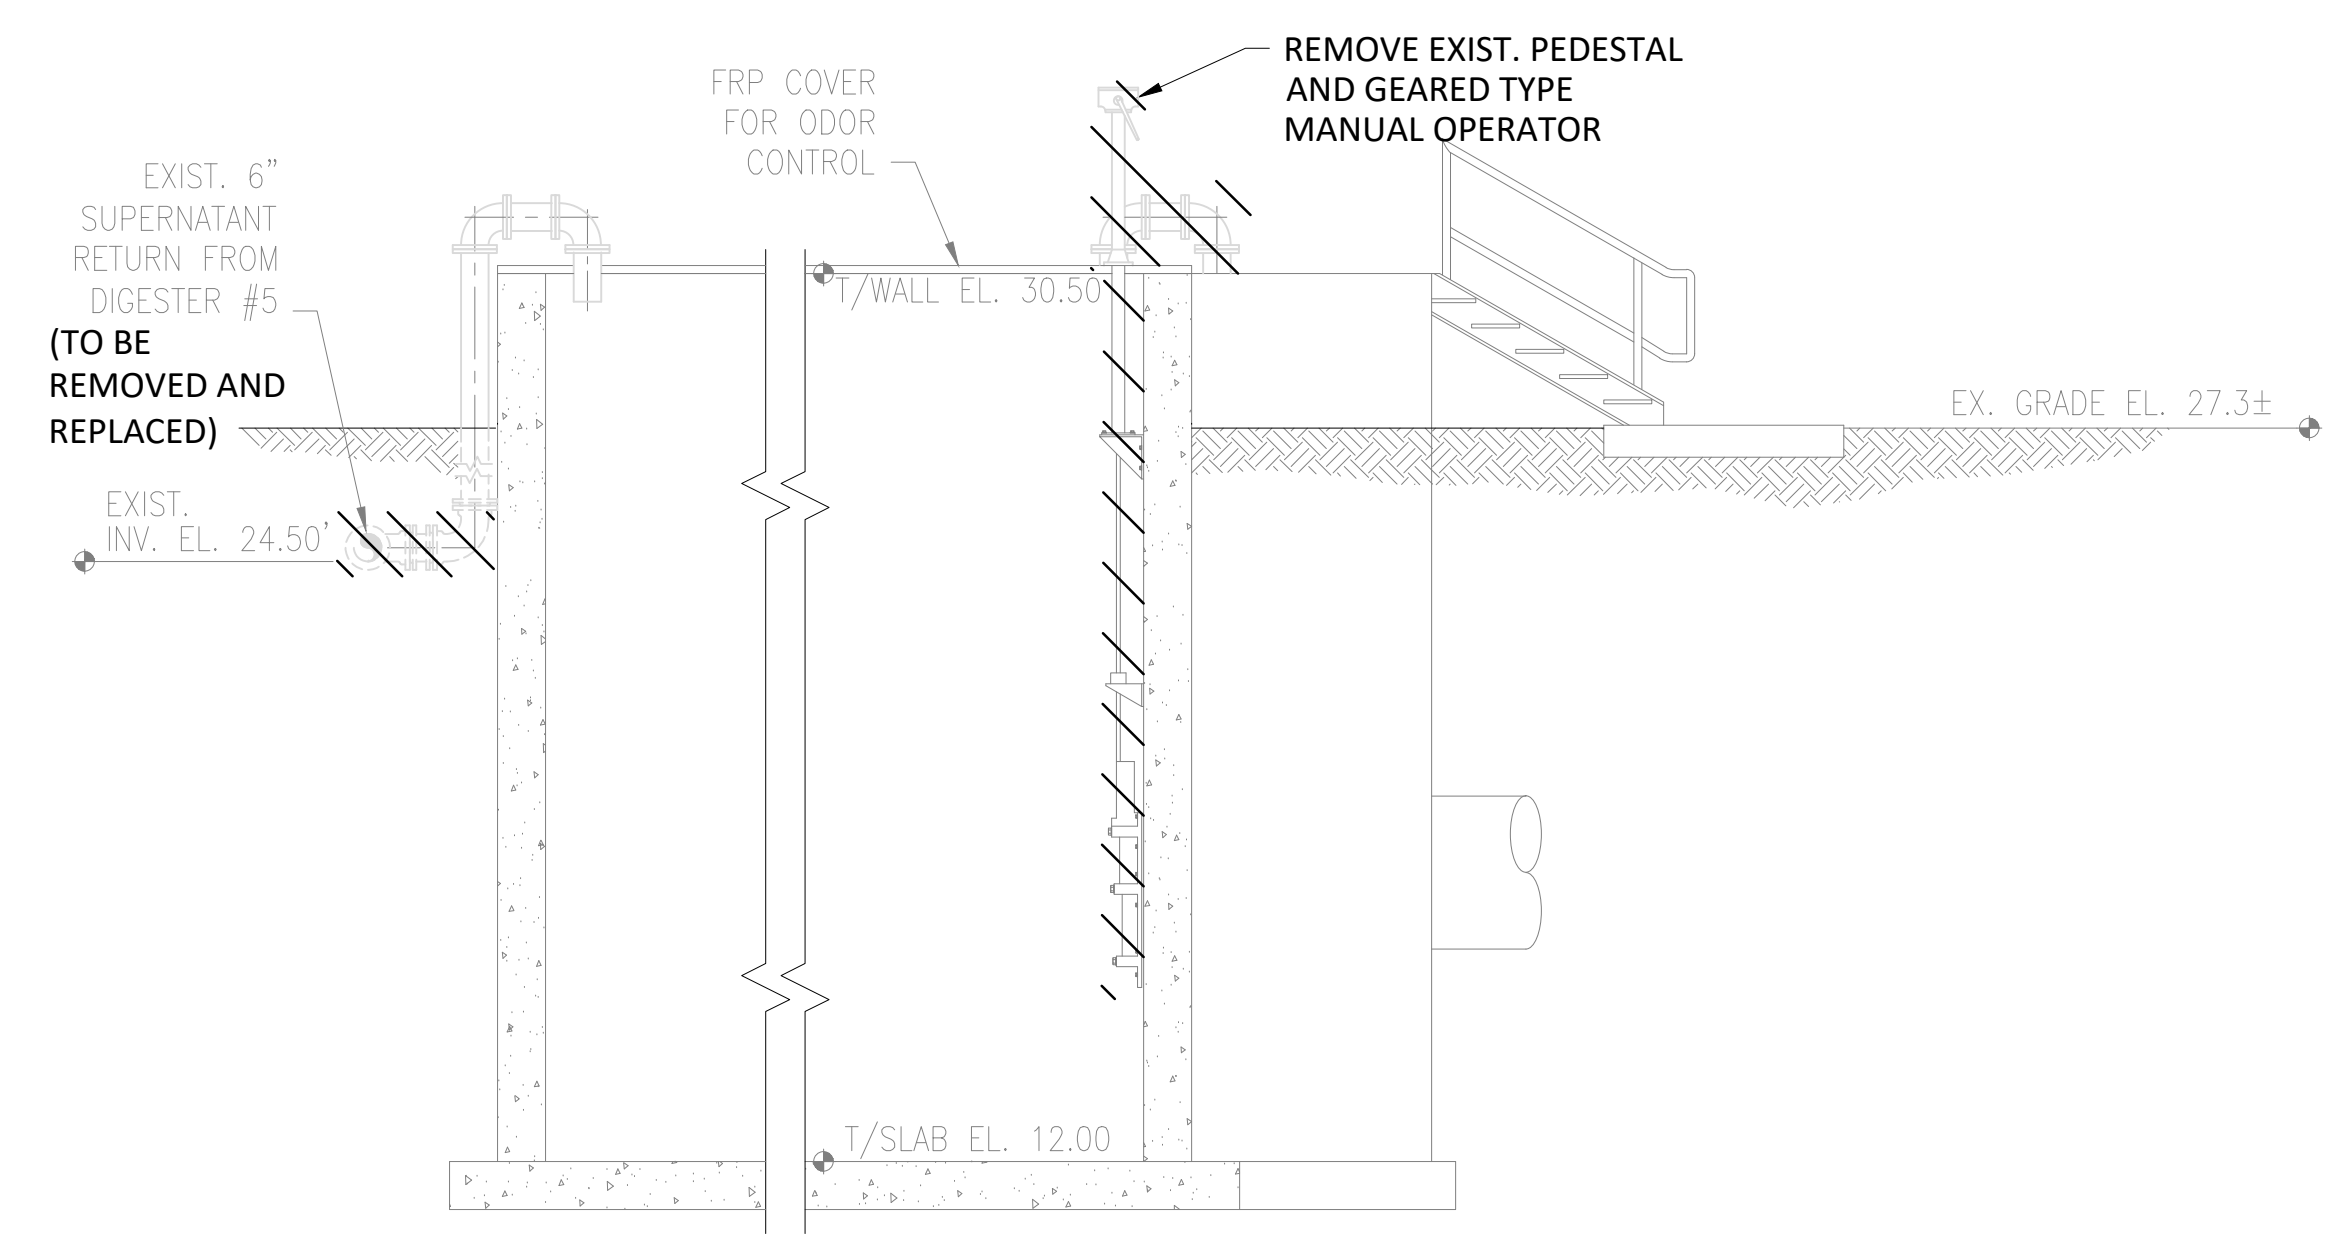 REMOVE EXIST. PEDESTAL
AND GEARED TYPE
MANUAL OPERATOR
FRP COVER
FOR ODOR
CONTROL
EXIST. 6"
SUPERNATANT
RETURN FROM
DIGESTER #5
(TO BE
REMOVED AND
REPLACED)
T/WALL EL. 30.50
EX. GRADE EL. 27.3±
EXIST.
INV. EL. 24.50'
T/SLAB EL. 12.00